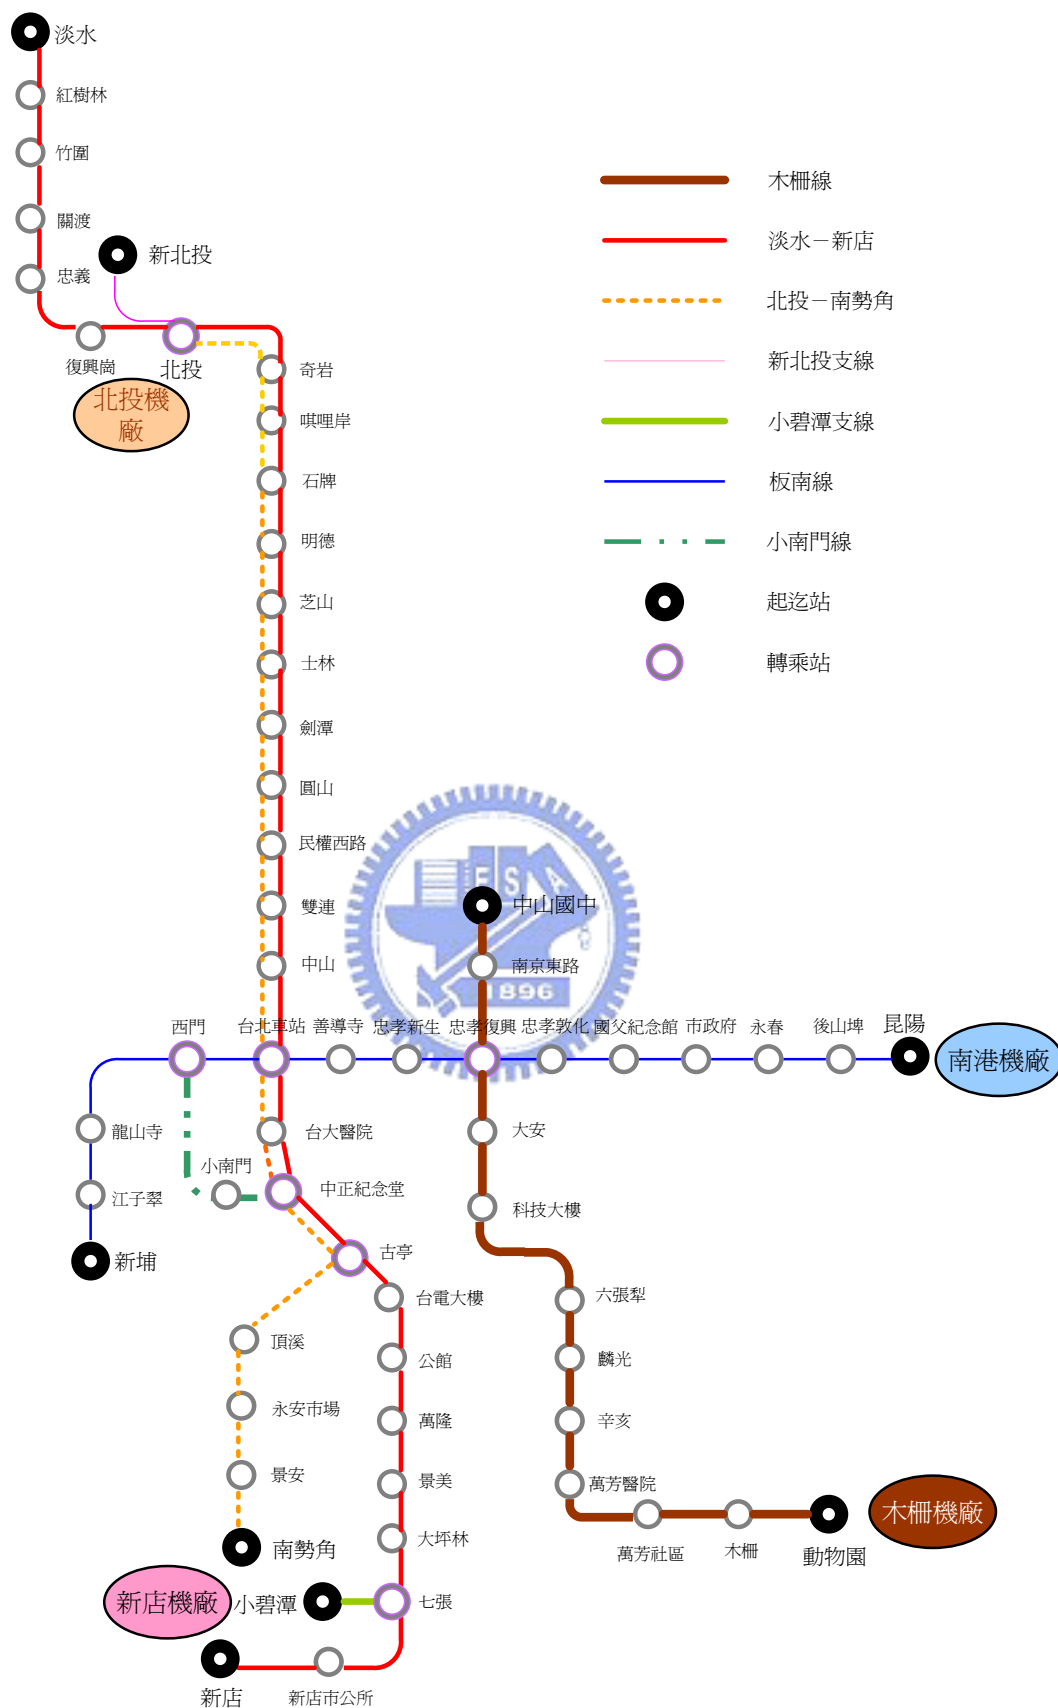 淡水
紅樹林
竹圍
關渡
忠義
新北投
復興崗
北投
北投機
廠
奇岩
唭哩岸
石牌
明德
芝山
士林
劍潭
圓山
民權西路
雙連
中山
木柵線
淡水－新店
北投－南勢角
新北投支線
小碧潭支線
板南線
小南門線
起迄站
轉乘站
ESA
1896
中山國中
南京東路
西門
台北車站
善導寺
忠孝新生
忠孝復興
忠孝敦化
國父紀念館
市政府
永春
後山埤
昆陽
南港機廠
龍山寺
江子翠
新埔
小南門
台大醫院
中正紀念堂
古亭
大安
科技大樓
台電大樓
公館
萬隆
景美
大坪林
七張
頂溪
永安市場
景安
南勢角
六張犁
麟光
辛亥
萬芳醫院
萬芳社區
木柵
動物園
木柵機廠
新店機廠
小碧潭
新店
新店市公所